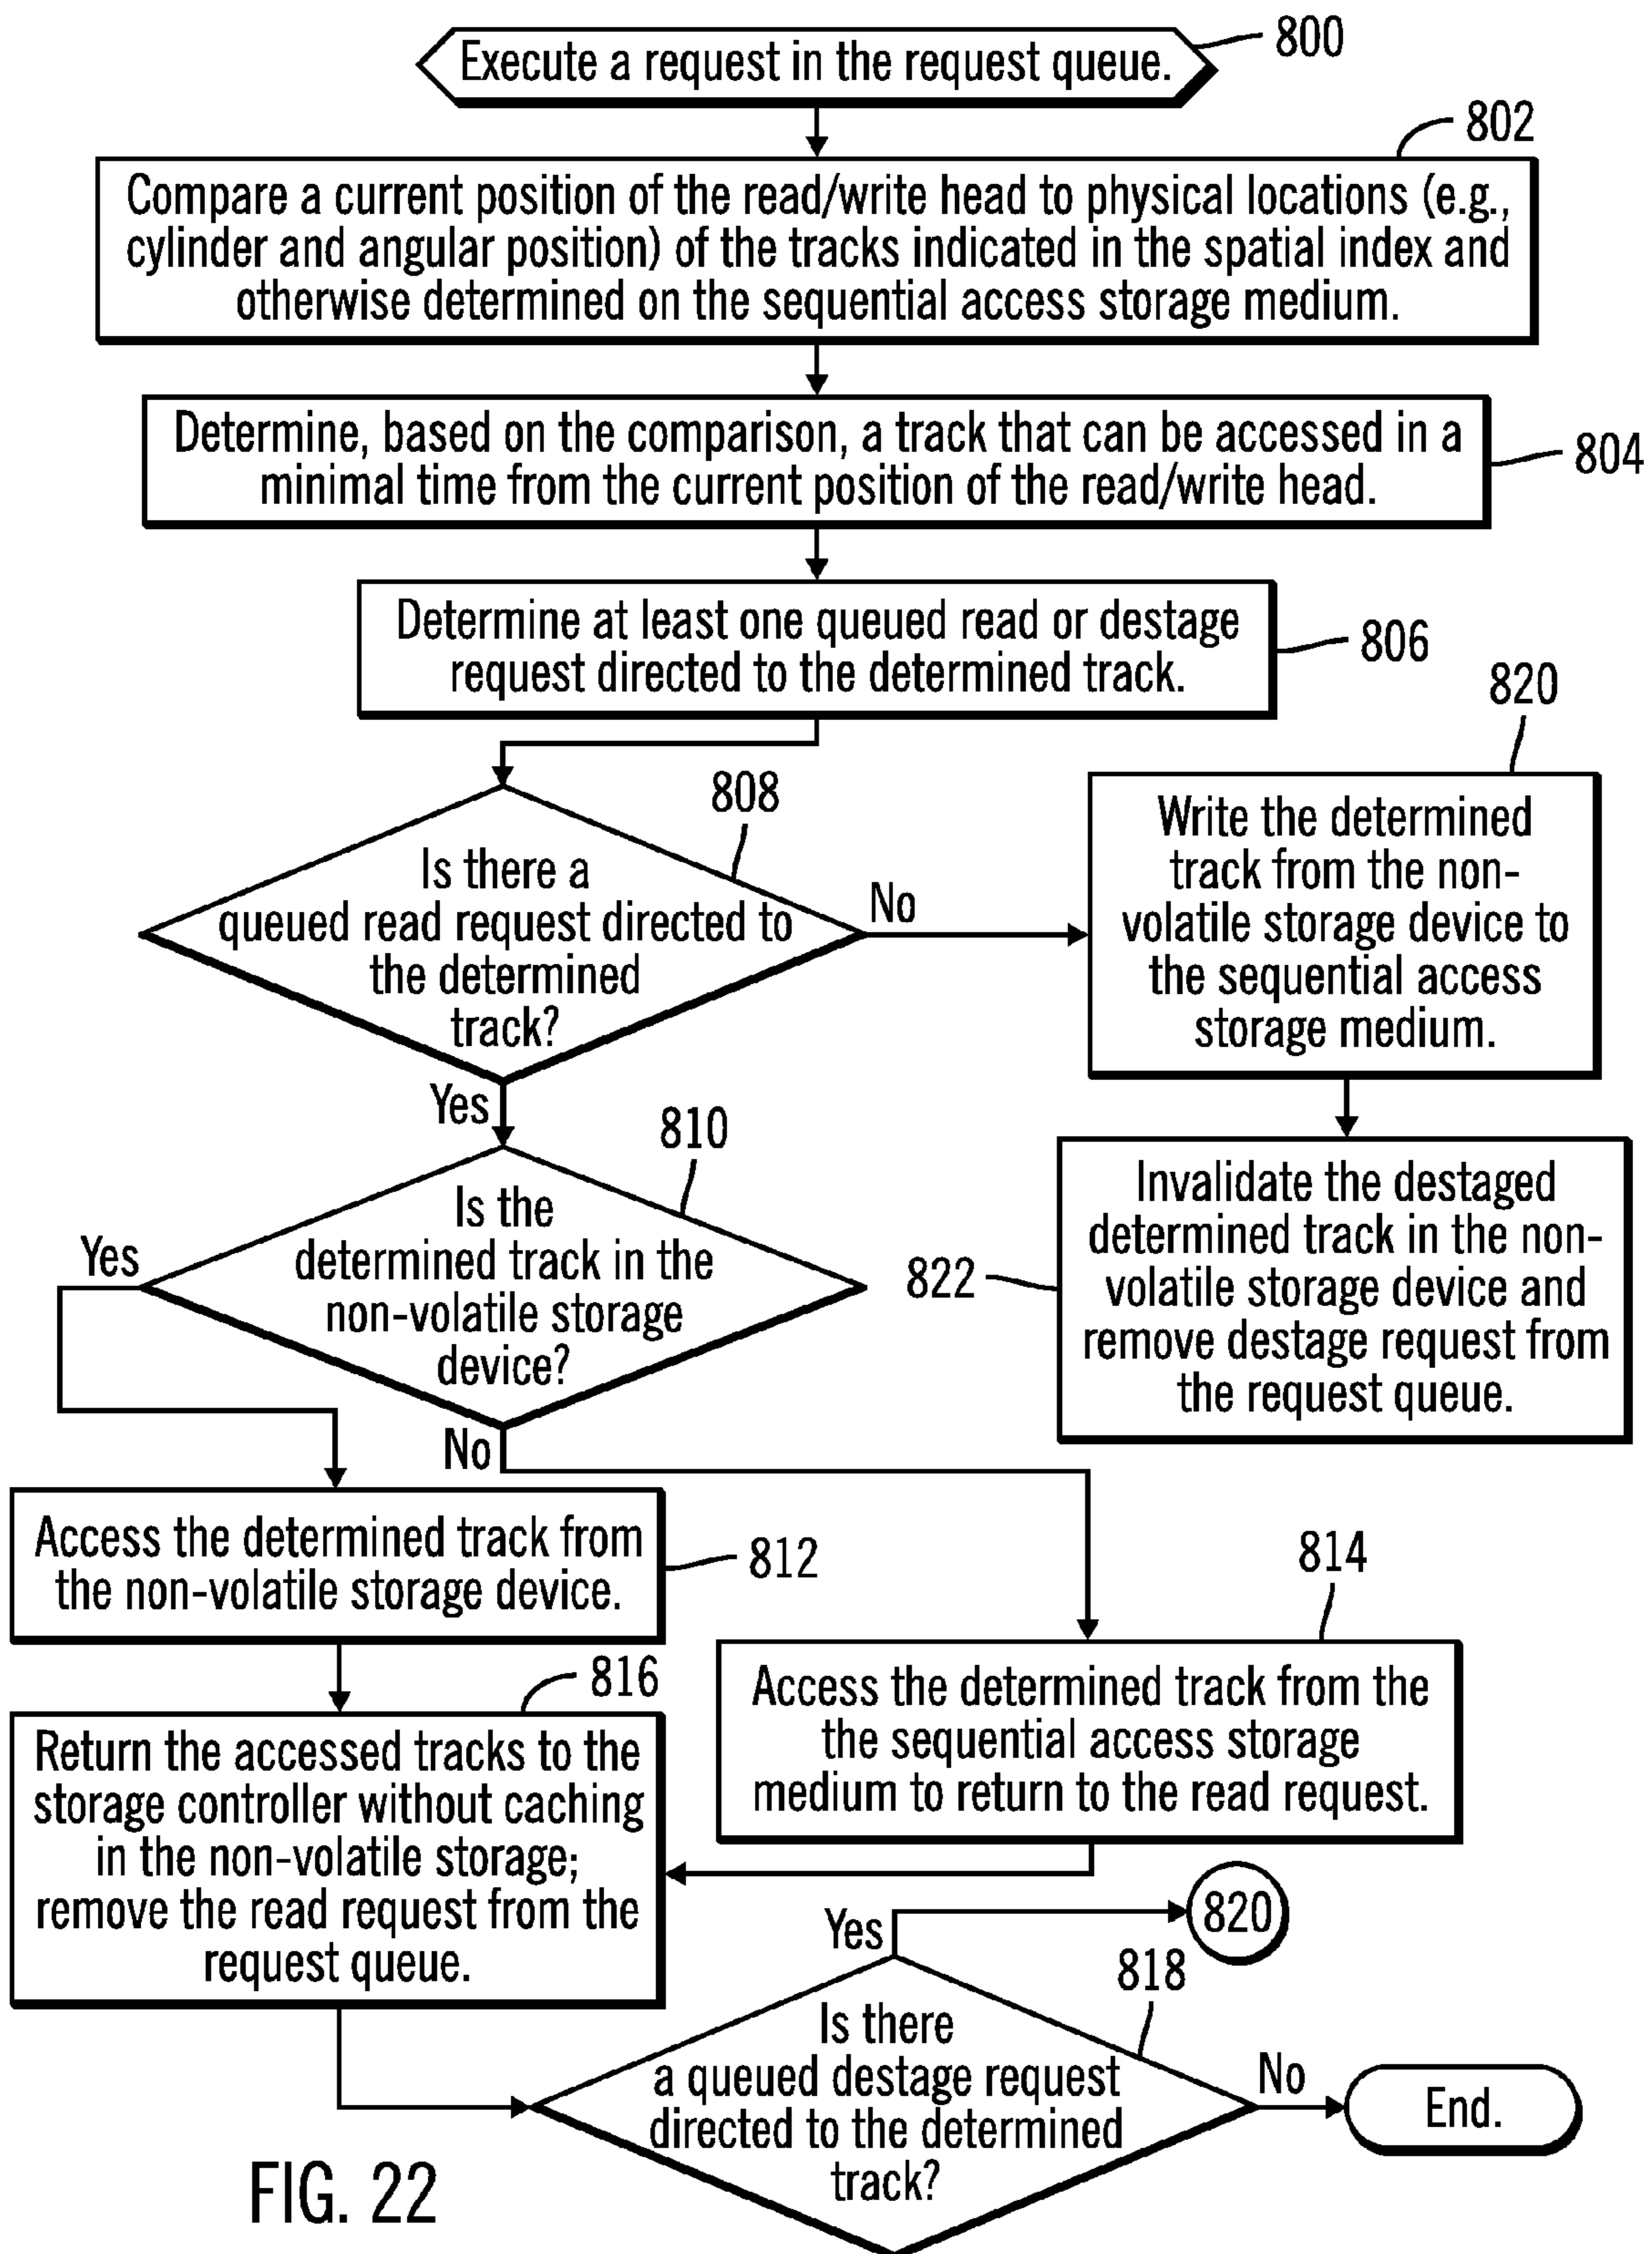 Execute a request in the request queue.
800
802
Compare a current position of the read/write head to physical locations (e.g.,
cylinder and angular position) of the tracks indicated in the spatial index and
otherwise determined on the sequential access storage medium.
Determine, based on the comparison, a track that can be accessed in a
minimal time from the current position of the read/write head.
804
Determine at least one queued read or destage
request directed to the determined track.
806
808
Is there a
queued read request directed to
the determined
track?
No
Yes
820
Write the determined
track from the non-
volatile storage device to
the sequential access
storage medium.
822
Invalidate the destaged
determined track in the non-
volatile storage device and
remove destage request from
the request queue.
810
Is the
determined track in the
non-volatile storage
device?
Yes
No
Access the determined track from
the non-volatile storage device.
812
814
Access the determined track from the
the sequential access storage
medium to return to the read request.
816
Return the accessed tracks to the
storage controller without caching
in the non-volatile storage;
remove the read request from the
request queue.
Yes
820
818
Is there
a queued destage request
directed to the determined
track?
No
End.
FIG. 22